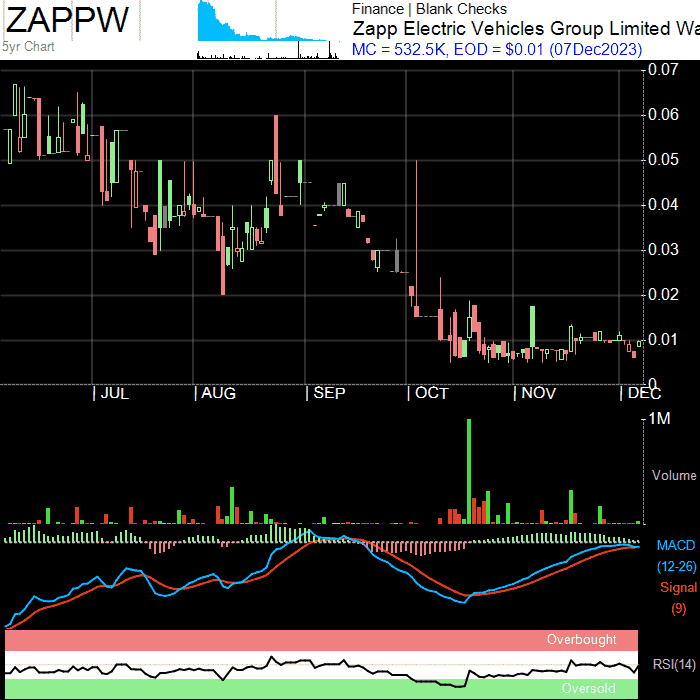 ZAPPW
5yr Chart
Finance | Blank Checks
Zapp Electric Vehicles Group Limited Wa
MC = 532.5K, EOD = $0.01 (07Dec2023)
0.07
0.06
0.05
0.04
0.03
0.02
0.01
0
| JUL | AUG | SEP | OCT | NOV | DEC
1M
Volume
MACD
(12-26)
Signal
(9)
Overbought
RSI(14)
Oversold